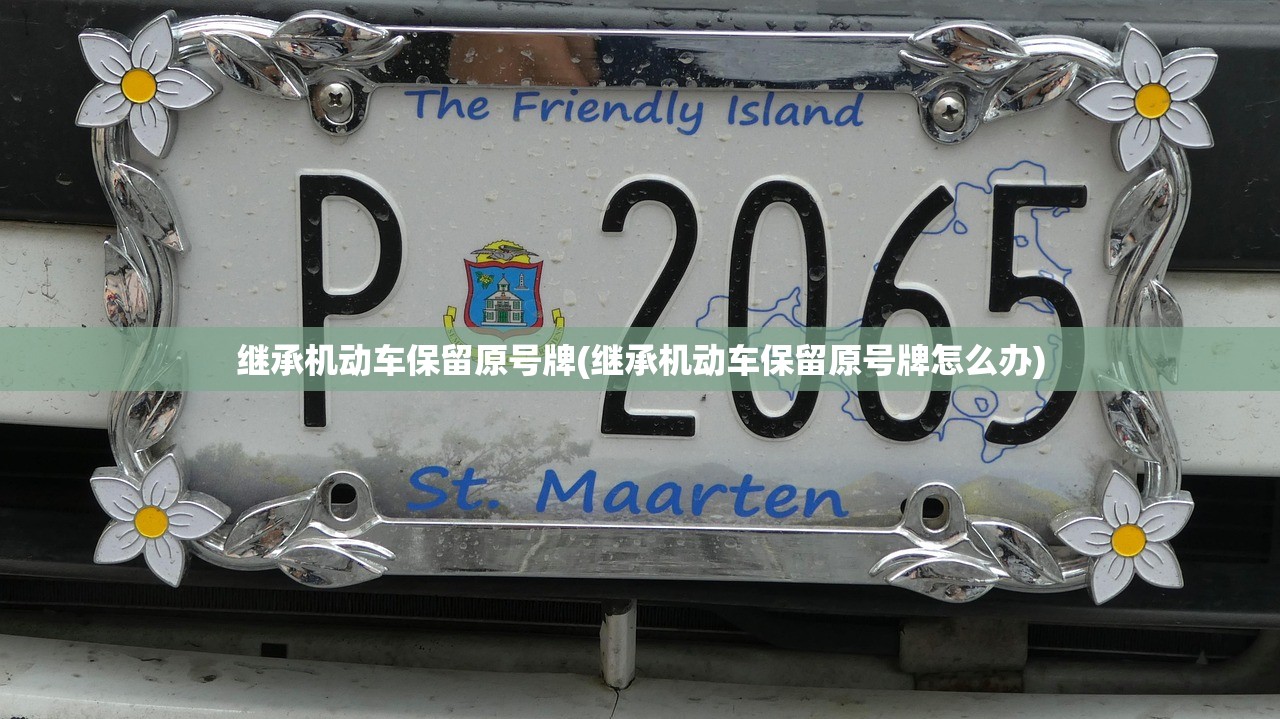 The Friendly Island
P 2065
继承机动车保留原号牌(继承机动车保留原号牌怎么办)
St. Maarten